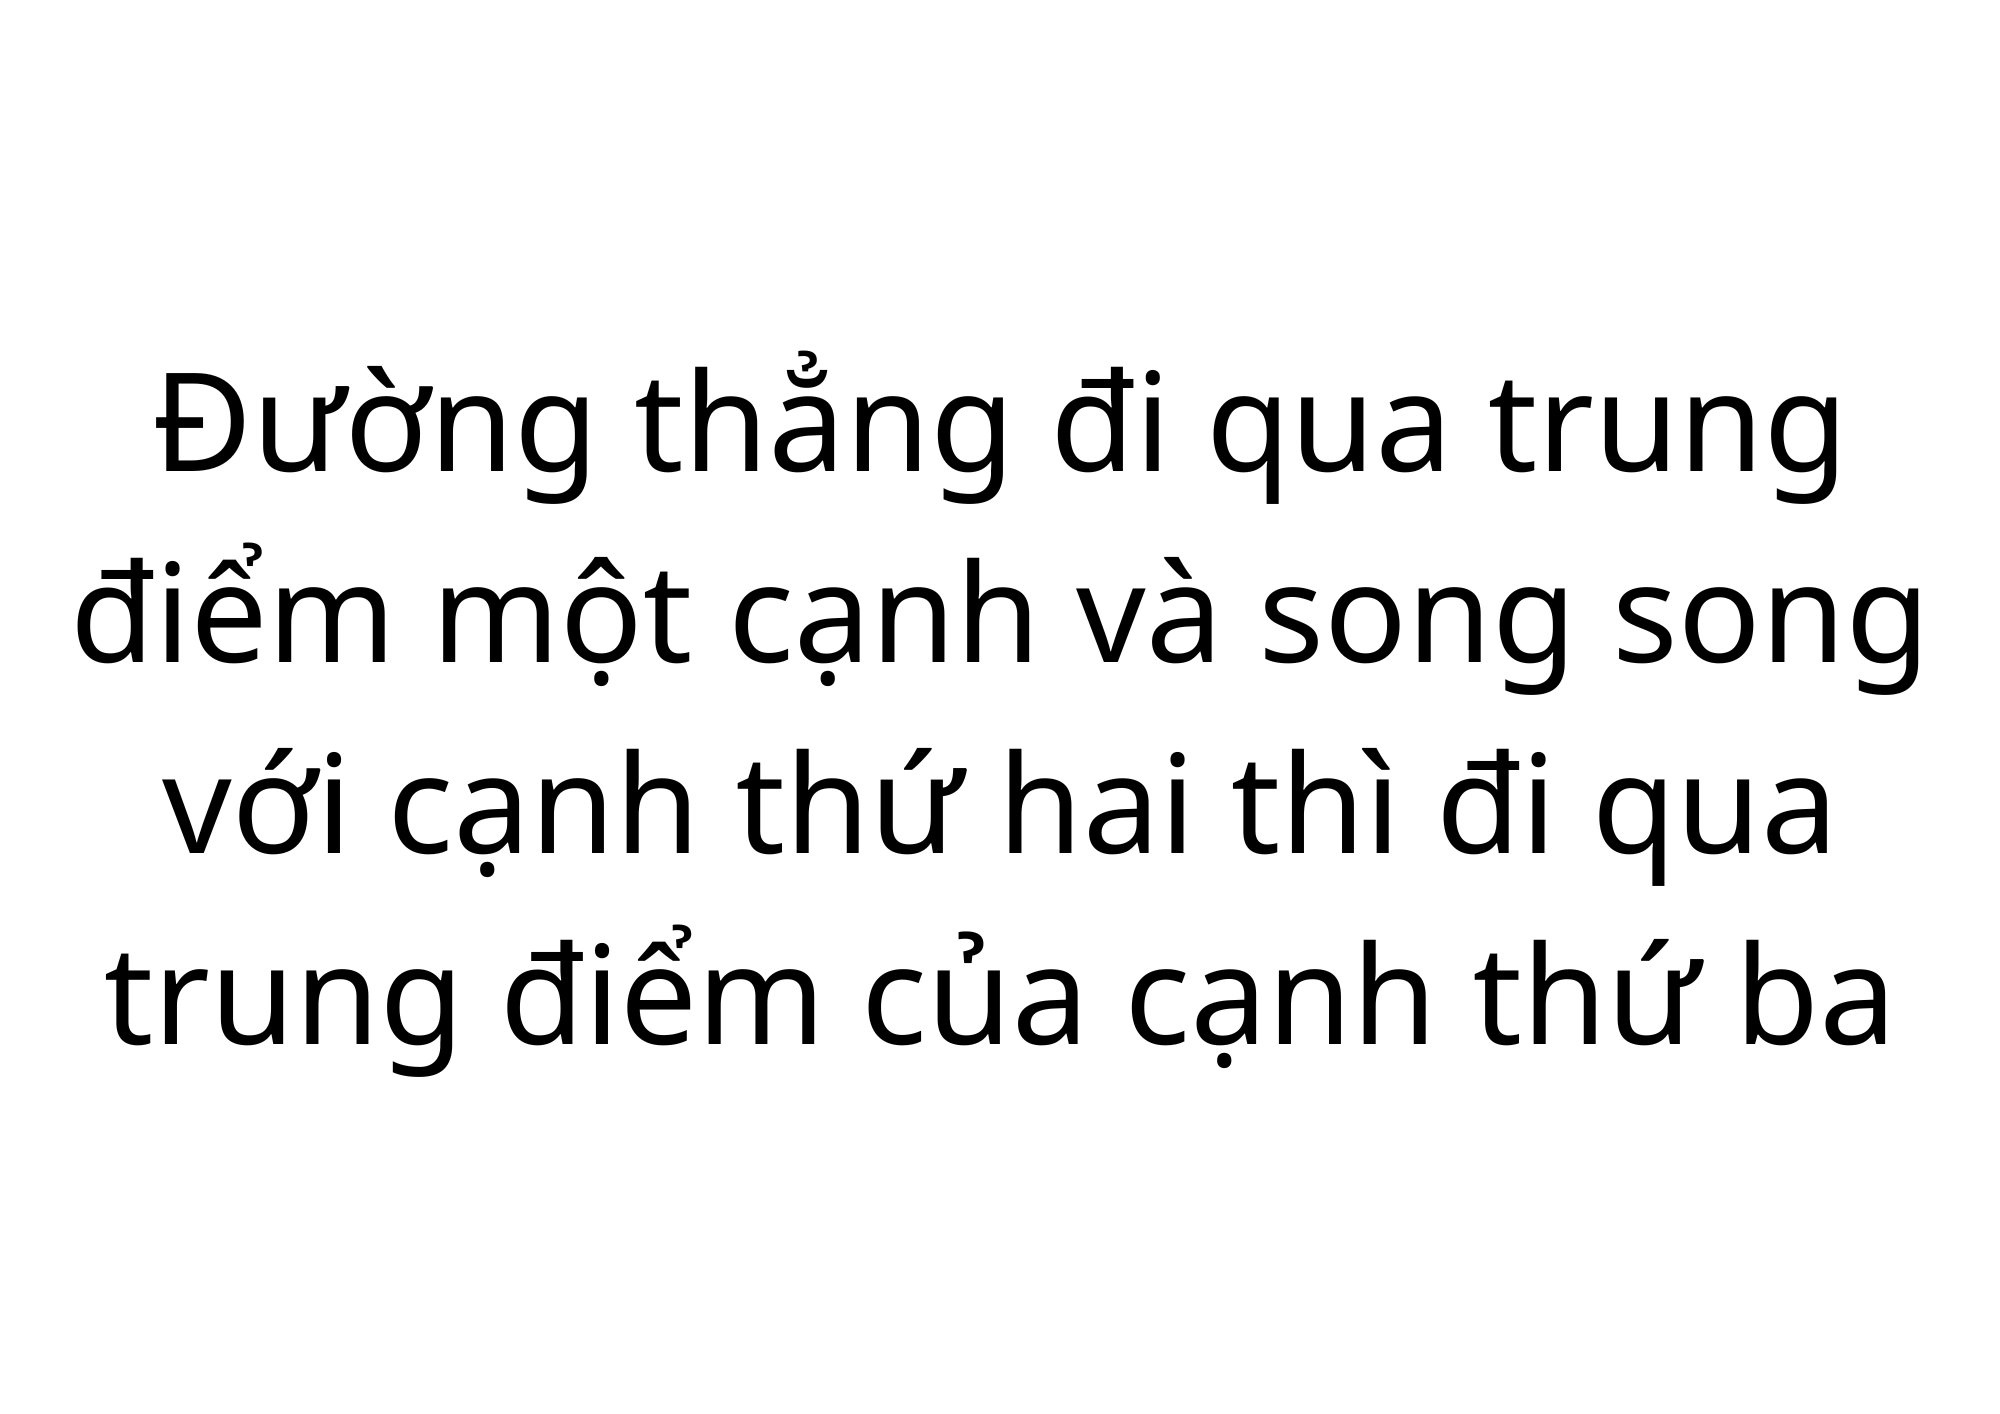 Đường thẳng đi qua trung
điểm một cạnh và song song
với cạnh thứ hai thì đi qua
trung điểm của cạnh thứ ba